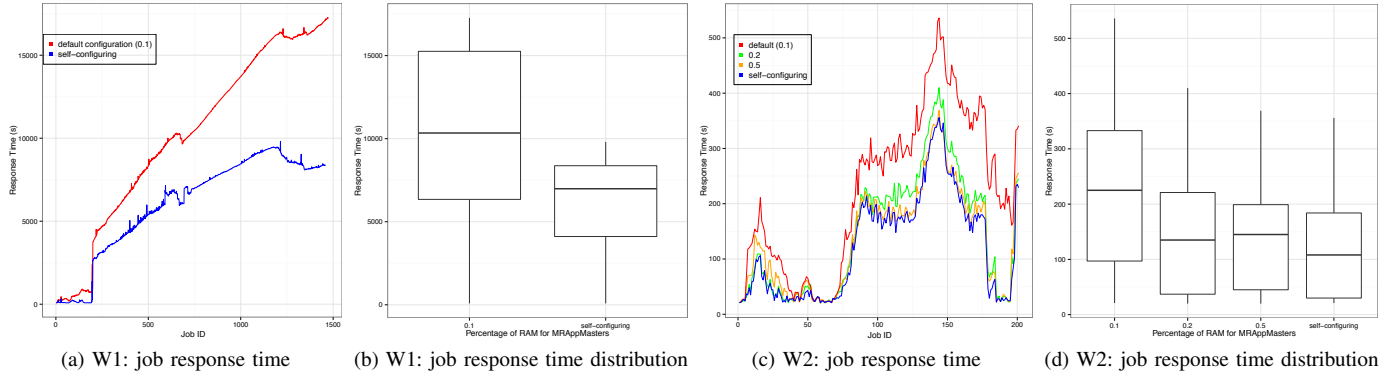 default configuration (0.1)
self-configuring
15000
10000
5000
0
Response Time (s)
0
500
1000
1500
Job ID
(a) W1: job response time
15000
10000
5000
0
Response Time (s)
0.1
self-configuring
Percentage of RAM for MRAppMasters
(b) W1: job response time distribution
default (0.1)
0.2
0.5
self-configuring
500
400
300
200
100
0
Response Time (s)
0
50
100
150
200
Job ID
(c) W2: job response time
500
400
300
200
100
0
Response Time (s)
0.1
0.2
0.5
self-configuring
Percentage of RAM for MRAppMasters
(d) W2: job response time distribution